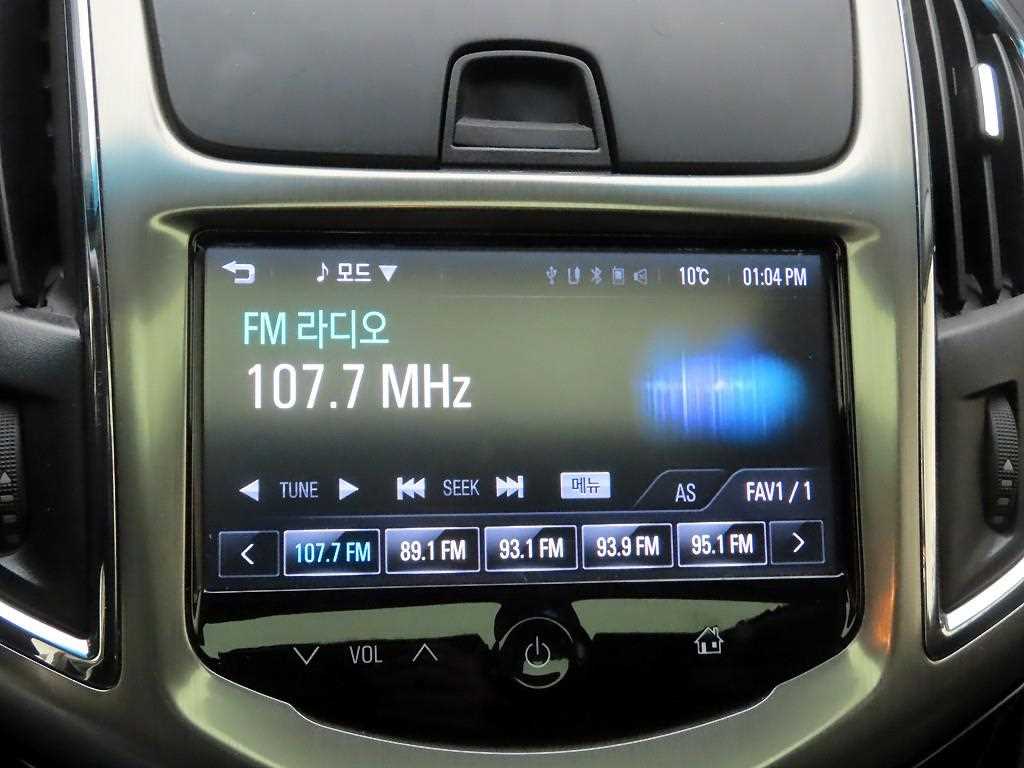 모드 10℃ 01:04 PM
FM 라디오
107.7 MHz
TUNE SEEK 메뉴 AS FAV1 / 1
107.7 FM 89.1 FM 93.1 FM 93.9 FM 95.1 FM
VOL